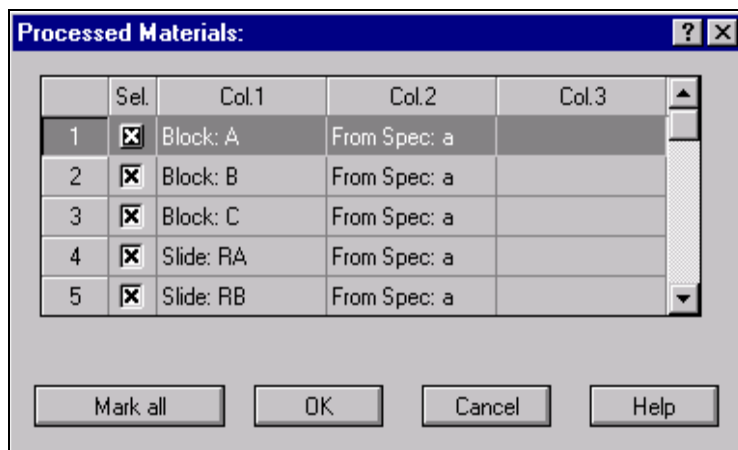 Processed Materials:
Sel. Col.1 Col.2 Col.3
1 Block: A From Spec: a
2 Block: B From Spec: a
3 Block: C From Spec: a
4 Slide: RA From Spec: a
5 Slide: RB From Spec: a
Mark all OK Cancel Help